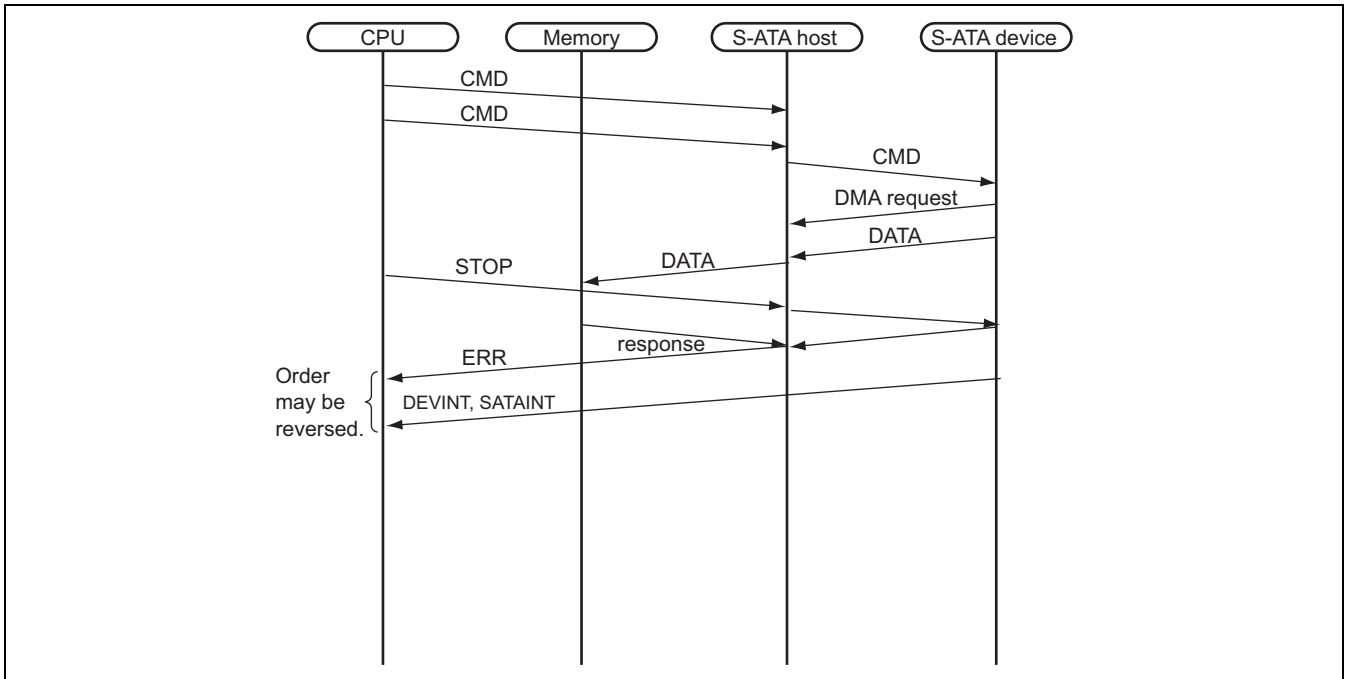 CPU
Memory
S-ATA host
S-ATA device
CMD
CMD
CMD
DMA request
DATA
DATA
STOP
response
ERR
Order
may be
reversed.
DEVINT, SATAINT